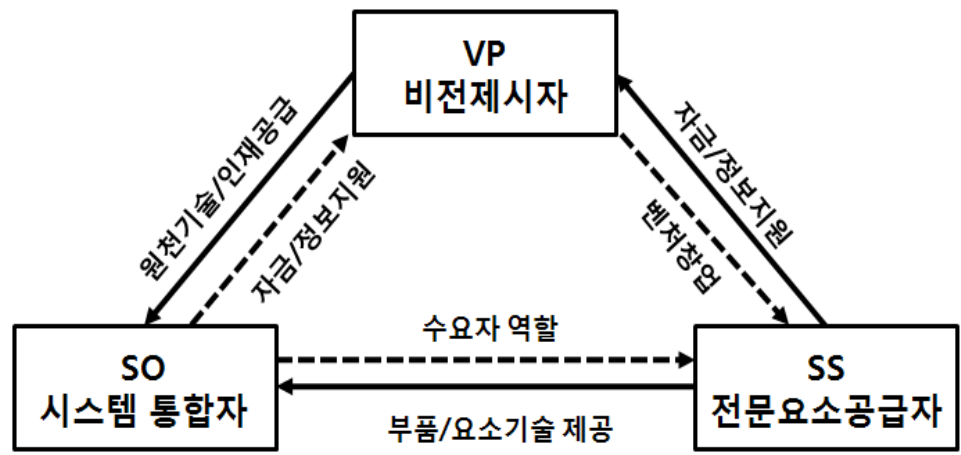 VP
비전제시자
원천기술/인재공급
자금/정보지원
자금/정보지원
벤처창업
수요자 역할
SO
시스템 통합자
SS
전문요소공급자
부품/요소기술 제공